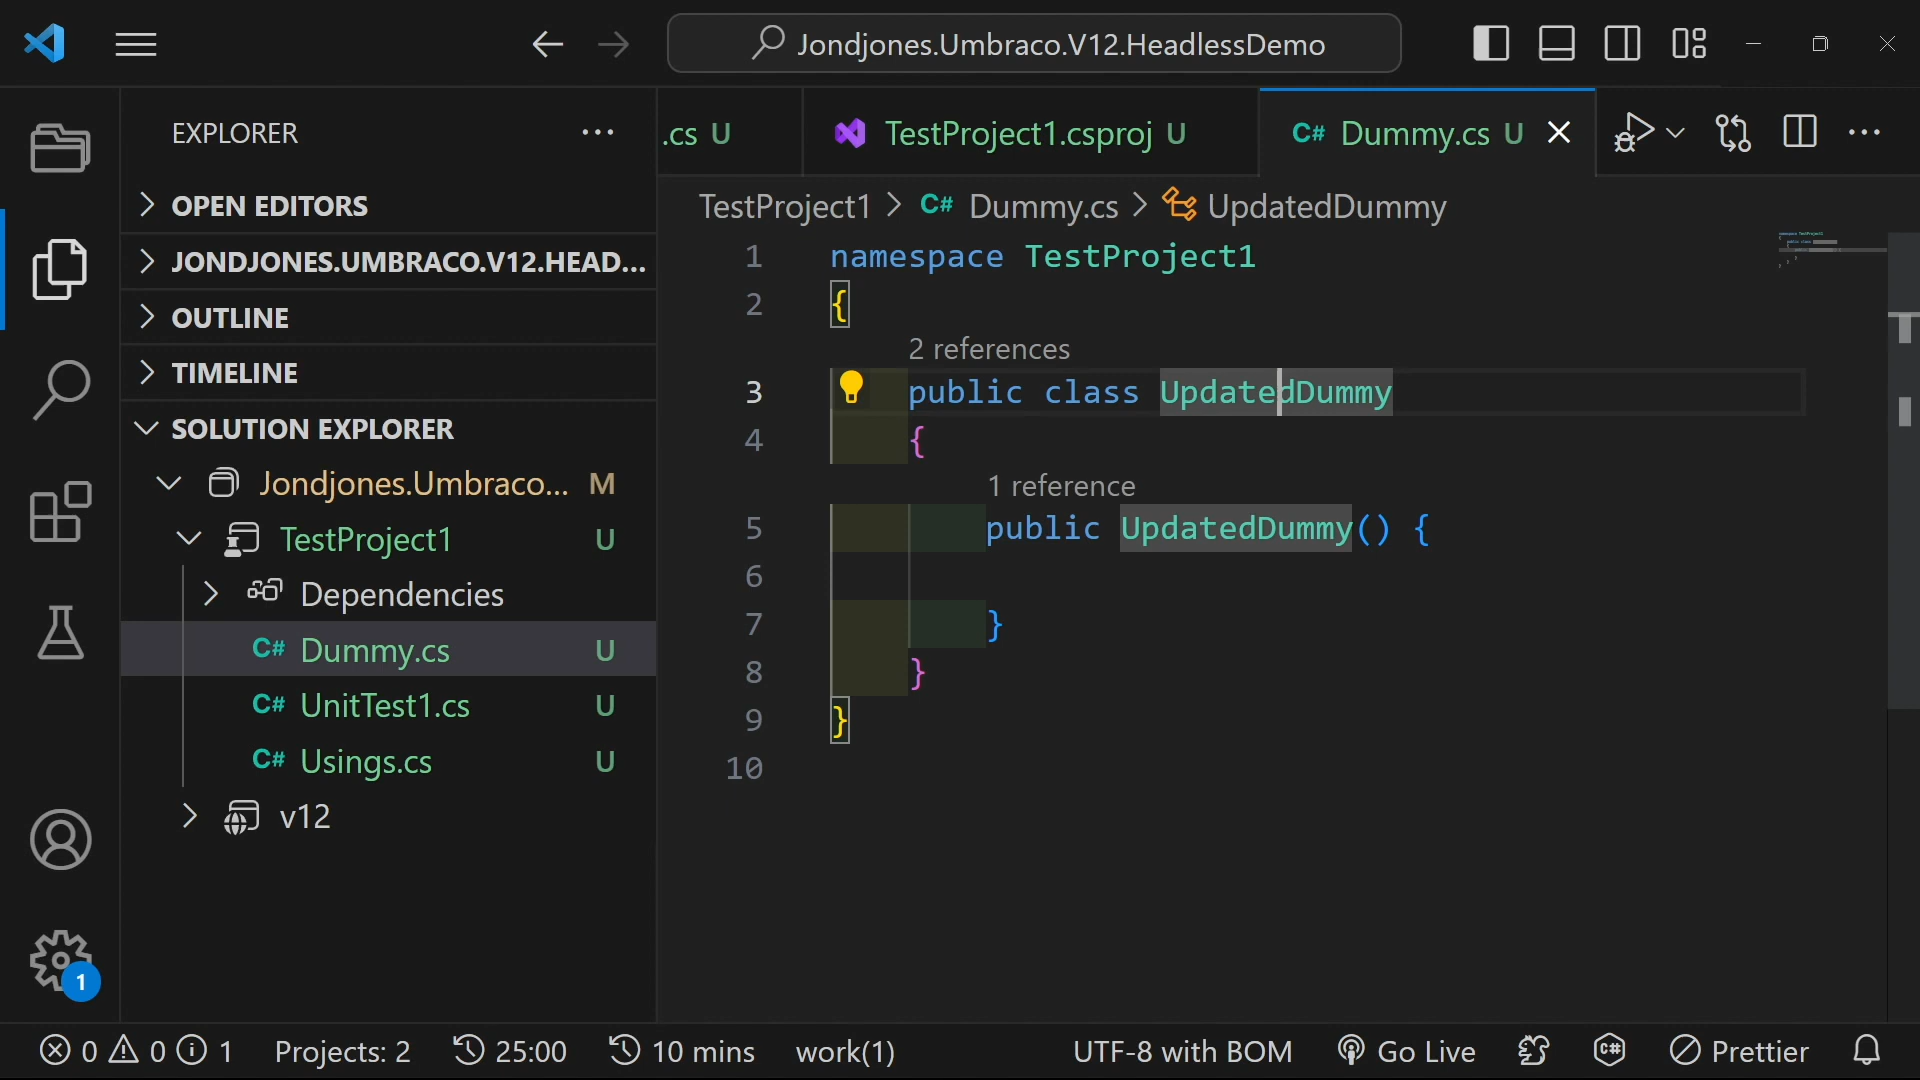 Jondjones.Umbraco.V12.HeadlessDemo
EXPLORER
OPEN EDITORS
JONDJONES.UMBRACO.V12.HEAD...
OUTLINE
TIMELINE
SOLUTION EXPLORER
Jondjones.Umbraco... M
TestProject1 U
Dependencies
C# Dummy.cs U
C# UnitTest1.cs U
C# Usings.cs U
v12
.cs U
TestProject1.csproj U
C# Dummy.cs U
TestProject1 > C# Dummy.cs > UpdatedDummy
1 namespace TestProject1
2 {
2 references
3 public class UpdatedDummy
4 {
1 reference
5 public UpdatedDummy() {
6
7 }
8 }
9 }
10
1
0 0 1 Projects: 2 25:00 10 mins work(1) UTF-8 with BOM Go Live C# Prettier